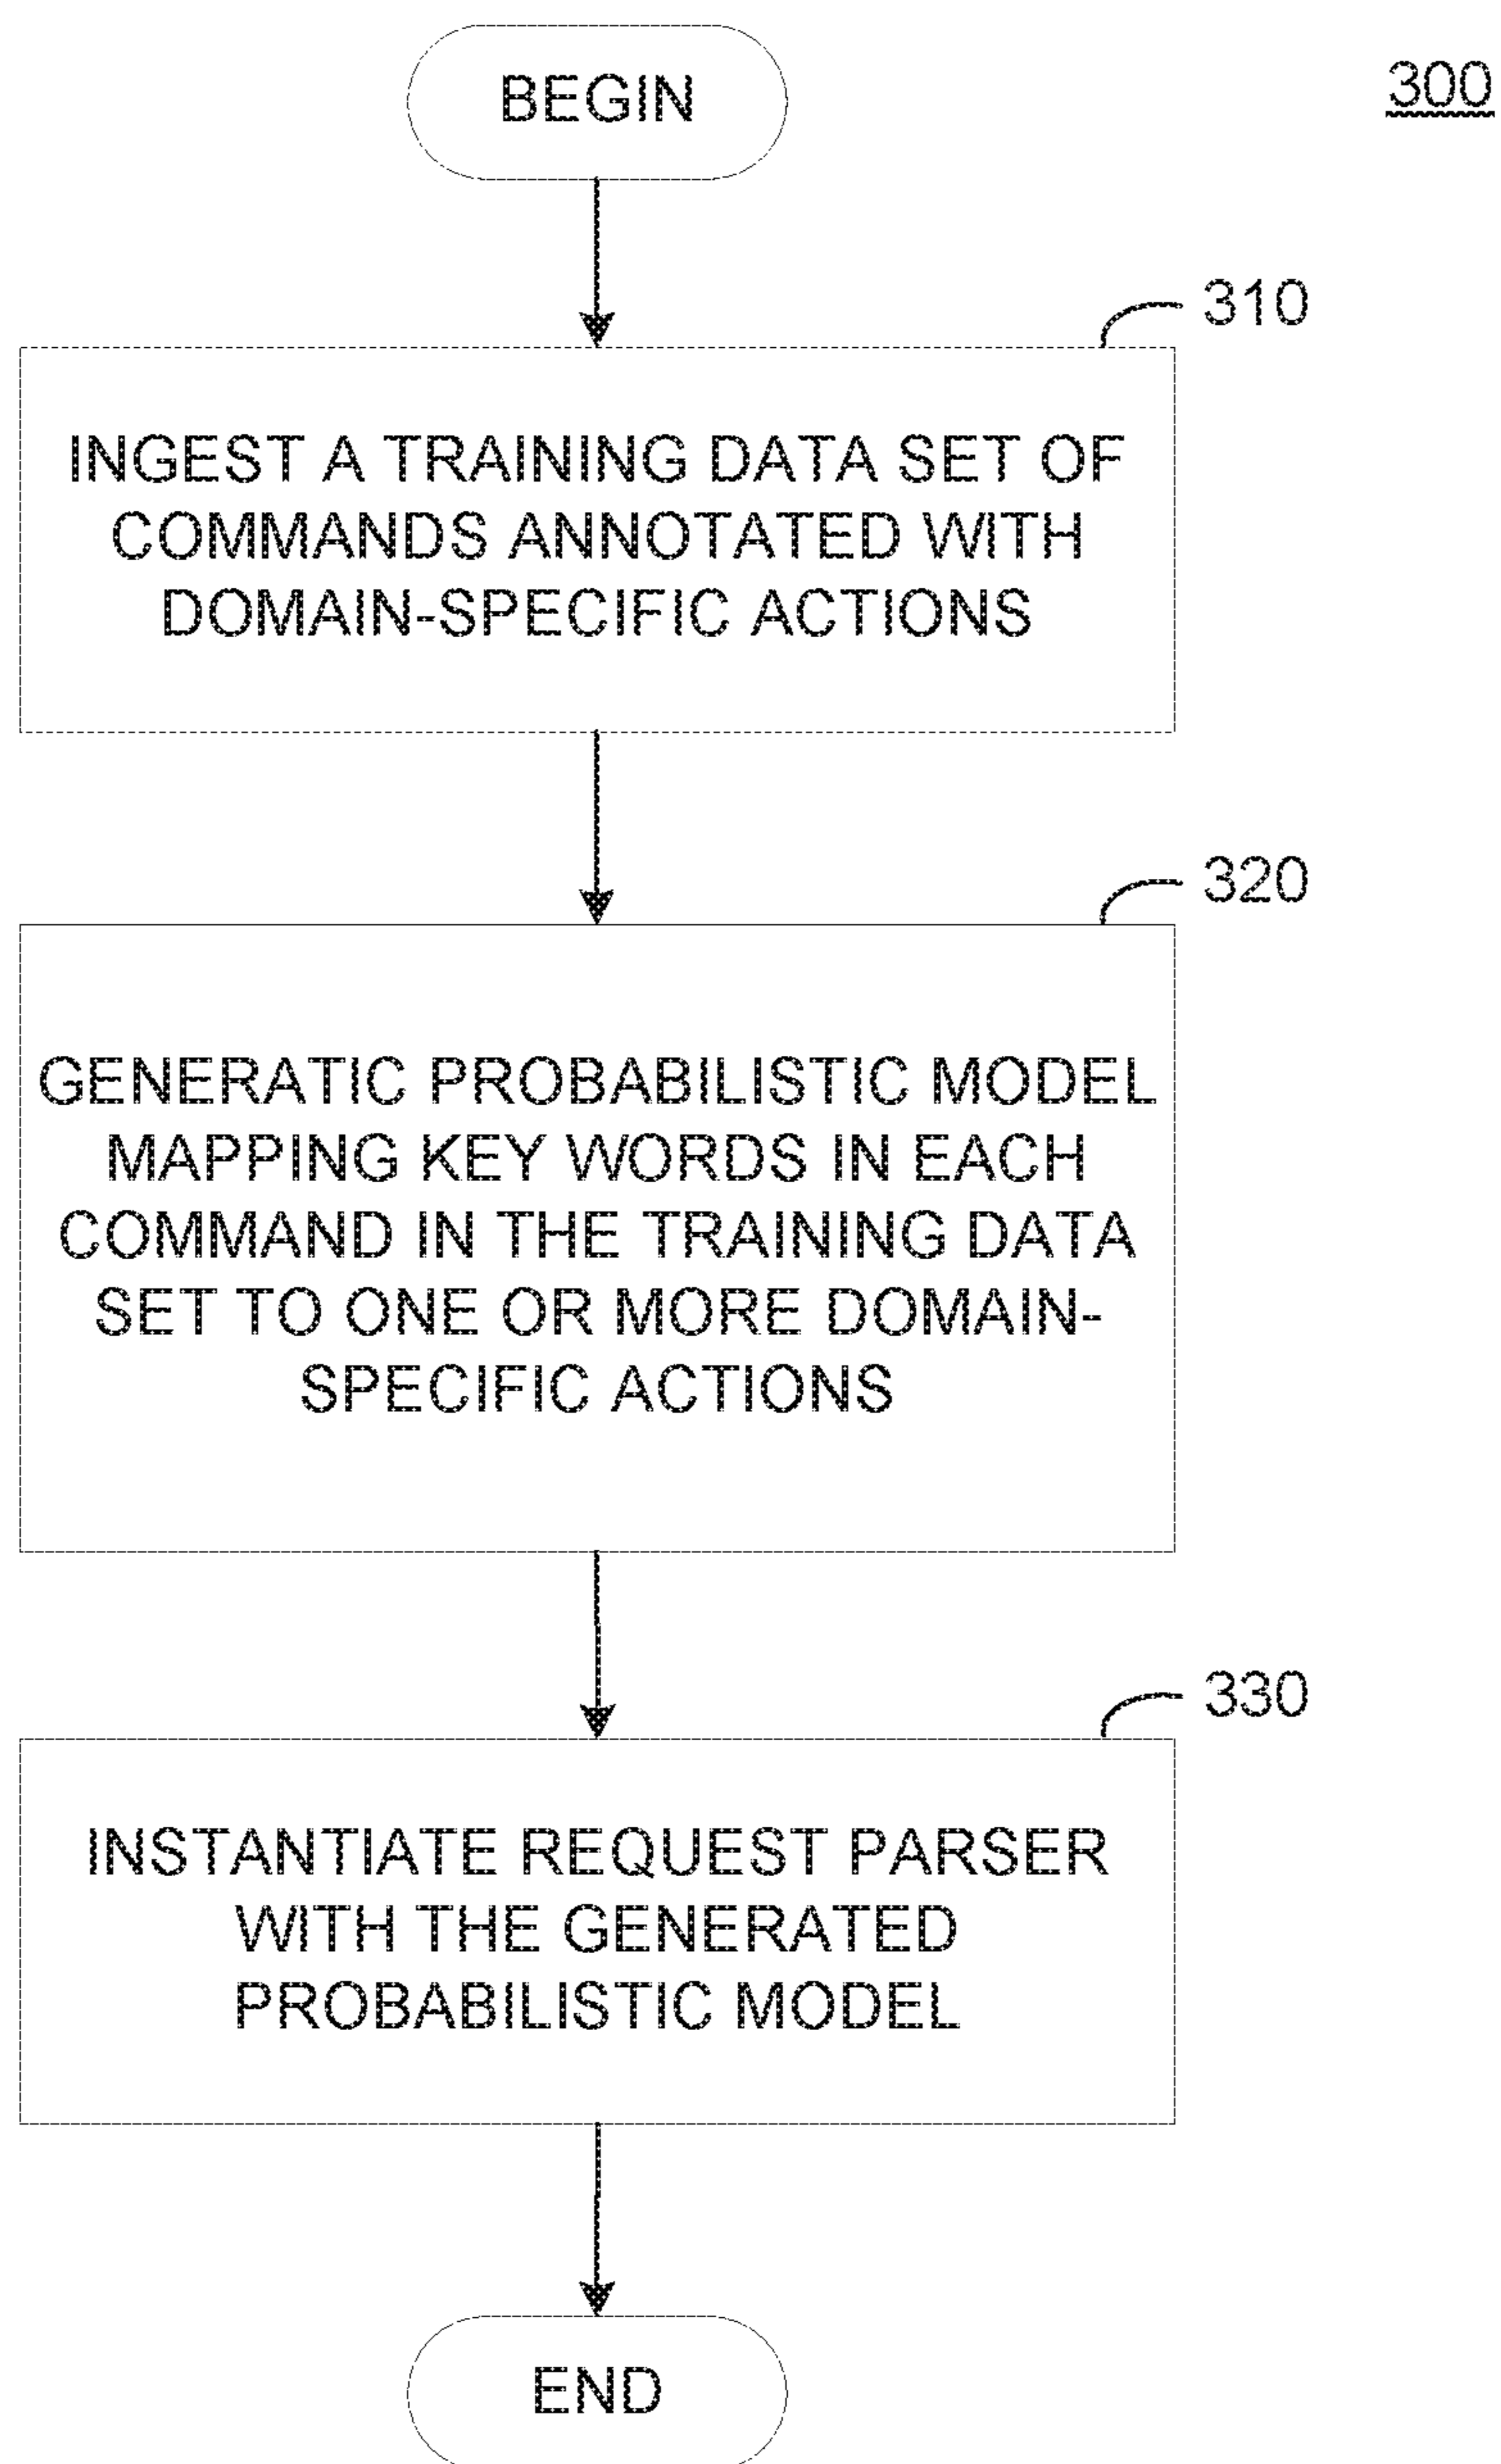 BEGIN
300
310
INGEST A TRAINING DATA SET OF
COMMANDS ANNOTATED WITH
DOMAIN-SPECIFIC ACTIONS
320
GENERATIC PROBABILISTIC MODEL
MAPPING KEY WORDS IN EACH
COMMAND IN THE TRAINING DATA
SET TO ONE OR MORE DOMAIN-
SPECIFIC ACTIONS
330
INSTANTIATE REQUEST PARSER
WITH THE GENERATED
PROBABILISTIC MODEL
END